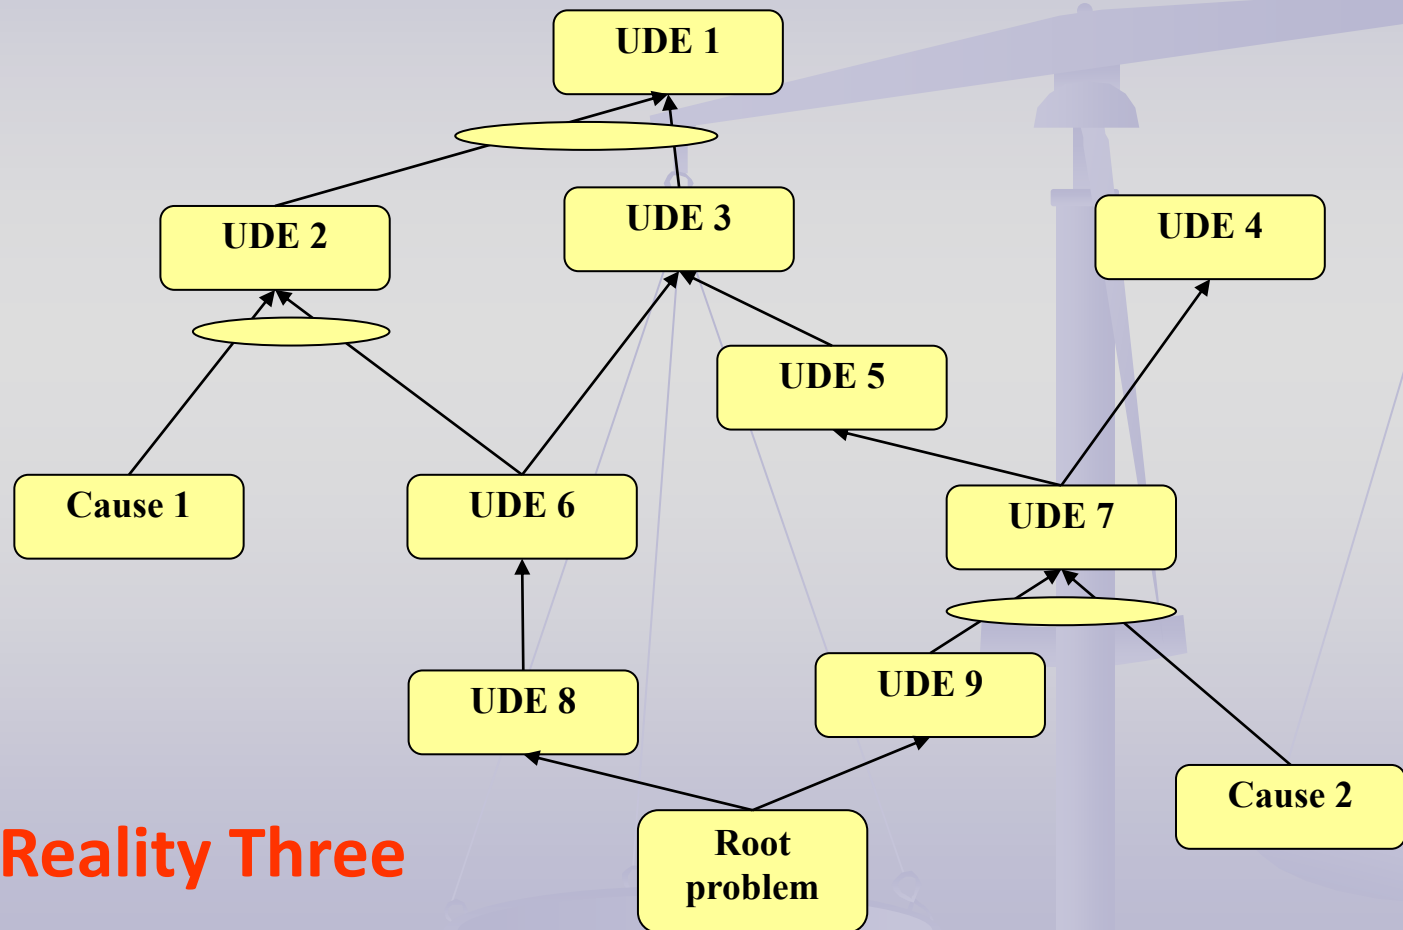 UDE 1
UDE 2
UDE 3
UDE 4
UDE 5
Cause 1
UDE 6
UDE 7
UDE 8
UDE 9
Cause 2
Root
problem
Reality Three